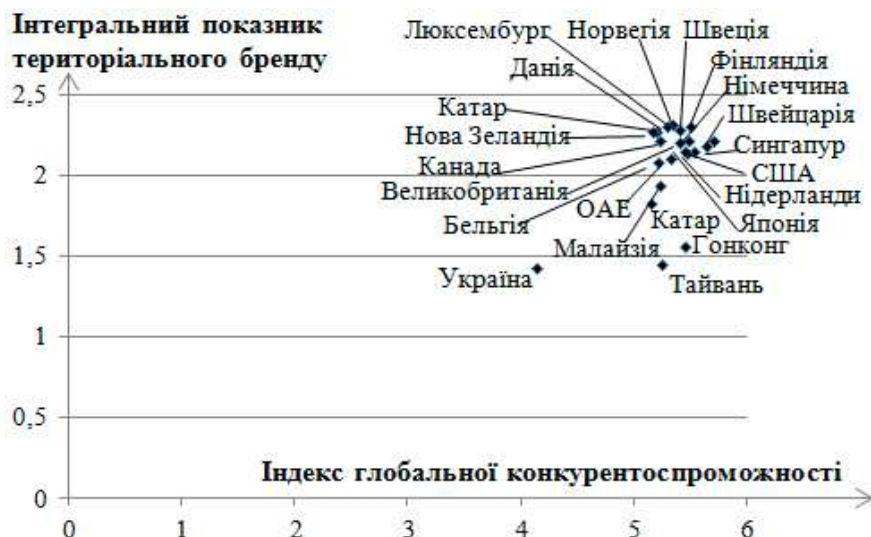 Інтегральний показник
територіального бренду
Люксембург
Норвегія
Швеція
Данія
Фінляндія
2,5
Німеччина
Катар
Швейцарія
Нова Зеландія
Сингапур
Канада
2
США
Великобританія
Нідерланди
ОАЕ
Бельгія
Катар
Японія
Малайзія
Гонконг
1,5
Україна
Тайвань
1
0,5
Індекс глобальної конкурентоспроможності
0
0 1 2 3 4 5 6